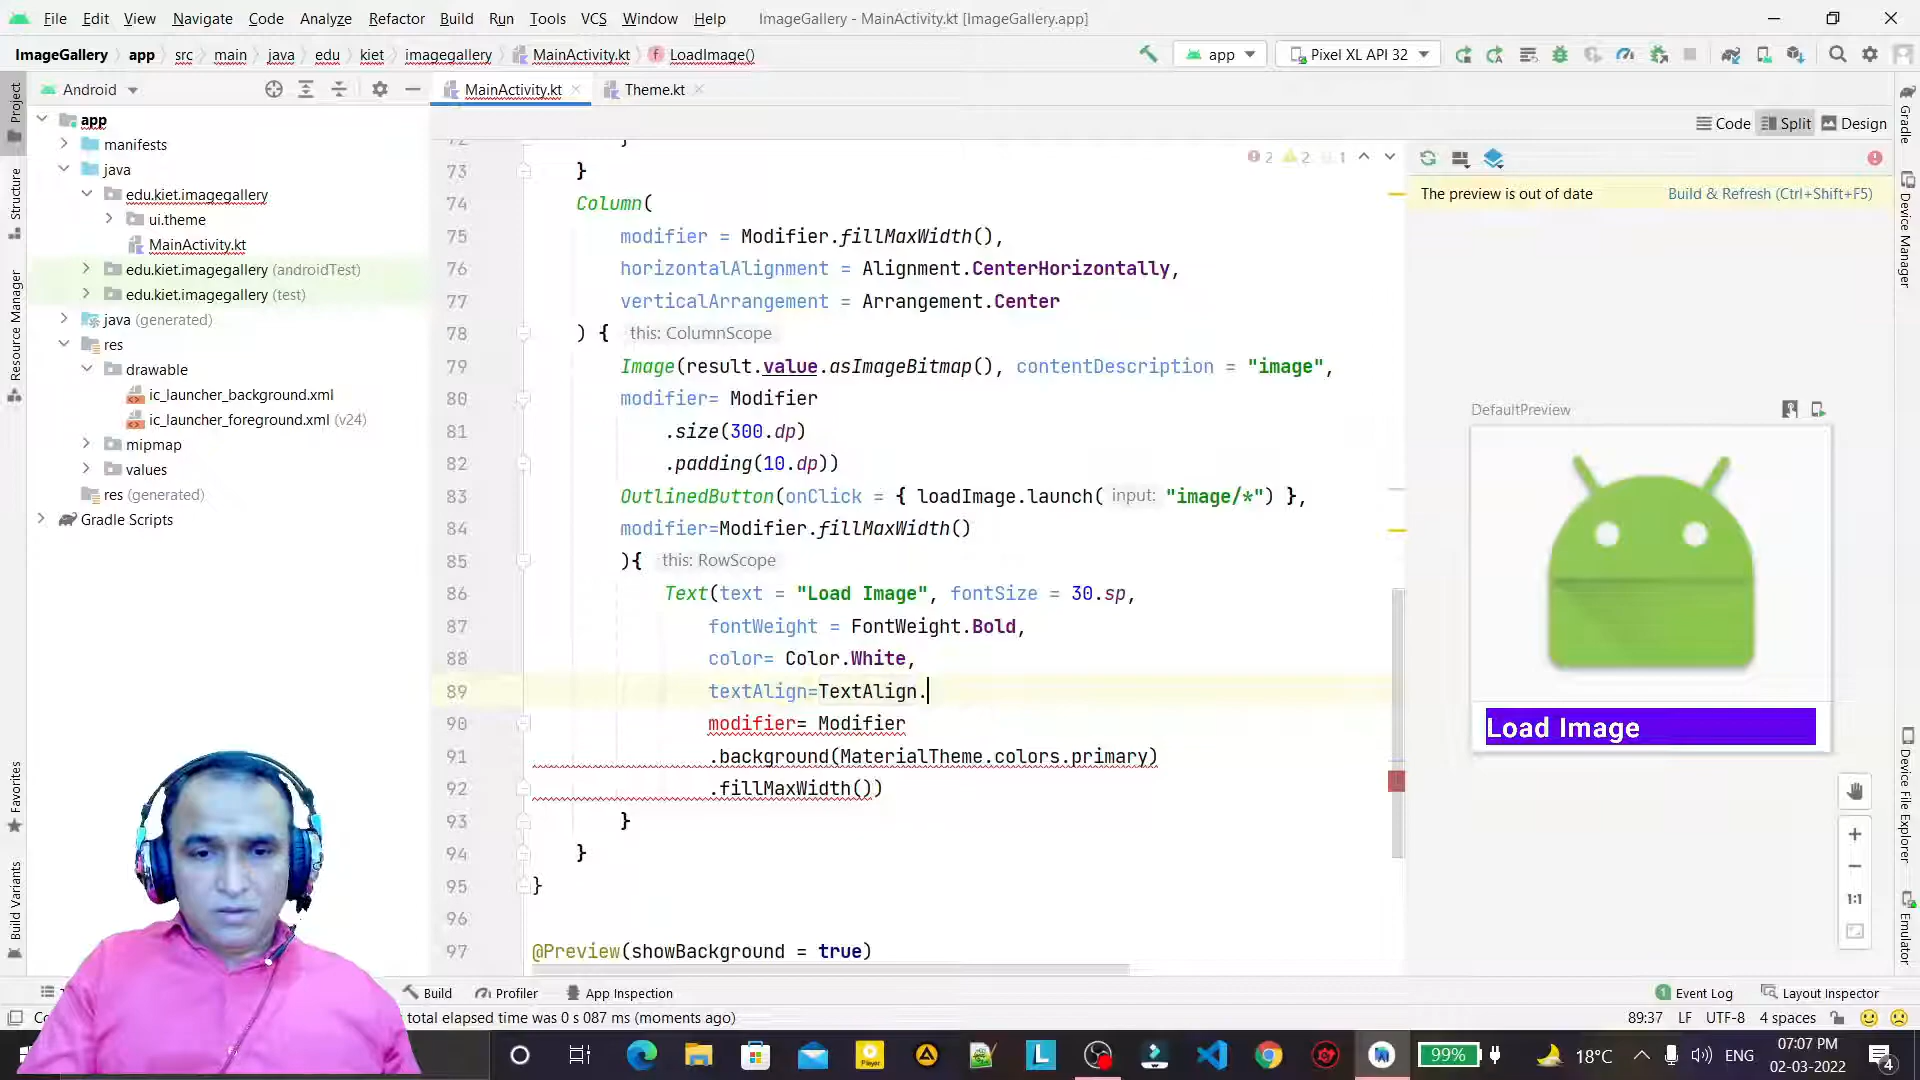 File Edit View Navigate Code Analyze Refactor Build Run Tools VCS Window Help ImageGallery - MainActivity.kt [ImageGallery.app]
ImageGallery app src main java edu kiet imagegallery MainActivity.kt LoadImage() app Pixel XL API 32
Android
MainActivity.kt Theme.kt
Code Split Design
Project
Structure
Resource Manager
Favorites
Build Variants
app
manifests
java
edu.kiet.imagegallery
ui.theme
MainActivity.kt
edu.kiet.imagegallery (androidTest)
edu.kiet.imagegallery (test)
java (generated)
res
drawable
ic_launcher_background.xml
ic_launcher_foreground.xml (v24)
mipmap
values
res (generated)
Gradle Scripts
2 2 1
72 }
73 }
74 Column(
75 modifier = Modifier.fillMaxWidth(),
76 horizontalAlignment = Alignment.CenterHorizontally,
77 verticalArrangement = Arrangement.Center
78 ) { this: ColumnScope
79 Image(result.value.asImageBitmap(), contentDescription = "image",
80 modifier= Modifier
81 .size(300.dp)
82 .padding(10.dp))
83 OutlinedButton(onClick = { loadImage.launch( input: "image/*") },
84 modifier=Modifier.fillMaxWidth()
85 ){ this: RowScope
86 Text(text = "Load Image", fontSize = 30.sp,
87 fontWeight = FontWeight.Bold,
88 color= Color.White,
89 textAlign=TextAlign.
90 modifier= Modifier
91 .background(MaterialTheme.colors.primary)
92 .fillMaxWidth())
93 }
94 }
95 }
96
97 @Preview(showBackground = true)
The preview is out of date Build & Refresh (Ctrl+Shift+F5)
DefaultPreview
Load Image
1:1
Gradle
Device Manager
Device File Explorer
Emulator
Build Profiler App Inspection 1 Event Log Layout Inspector
total elapsed time was 0 s 087 ms (moments ago) 89:37 LF UTF-8 4 spaces
Player
99% 18°C ENG
07:07 PM
02-03-2022
4